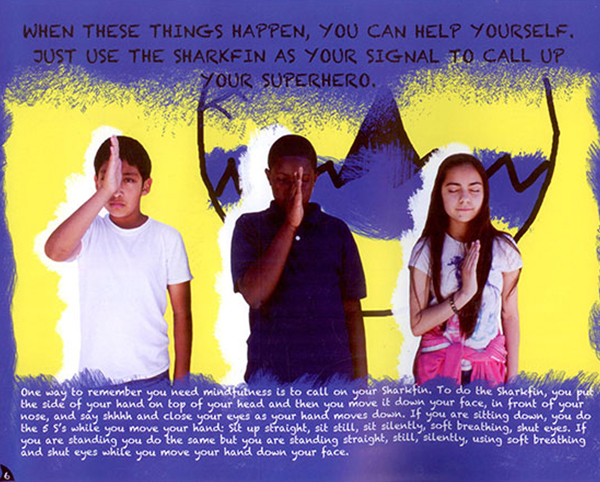 WHEN THESE THINGS HAPPEN, YOU CAN HELP YOURSELF.
JUST USE THE SHARKFIN AS YOUR SIGNAL TO CALL UP
YOUR SUPERHERO.
One way to remember you need mindfulness is to call on your Sharkfin. To do the Sharkfin, you put
the side of your hand on top of your head and then you move it down your face, in front of your
nose, and say shhhh and close your eyes as your hand moves down. If you are sitting down, you do
the 5 S's while you move your hand: Sit up straight, sit still, sit silently, soft breathing, shut eyes. If
you are standing you do the same but you are standing straight, still, silently, using soft breathing
and shut eyes while you move your hand down your face.
6